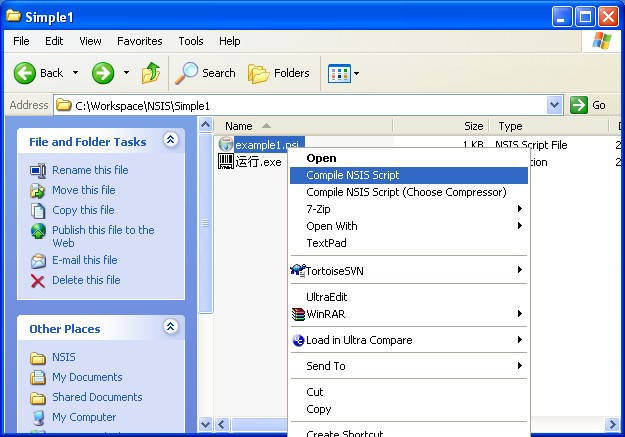 Simple1
File Edit View Favorites Tools Help
Back Search Folders
Address C:\Workspace\NSIS\Simple1 Go
File and Folder Tasks
Rename this file
Move this file
Copy this file
Publish this file to the
Web
E-mail this file
Delete this file
Other Places
NSIS
My Documents
Shared Documents
My Computer
Name Size Type
example1.nsi 1 KB NSIS Script File
运行.exe
Open
Compile NSIS Script
Compile NSIS Script (Choose Compressor)
7-Zip
Open With
TextPad
TortoiseSVN
UltraEdit
WinRAR
Load in Ultra Compare
Send To
Cut
Copy
Create Shortcut